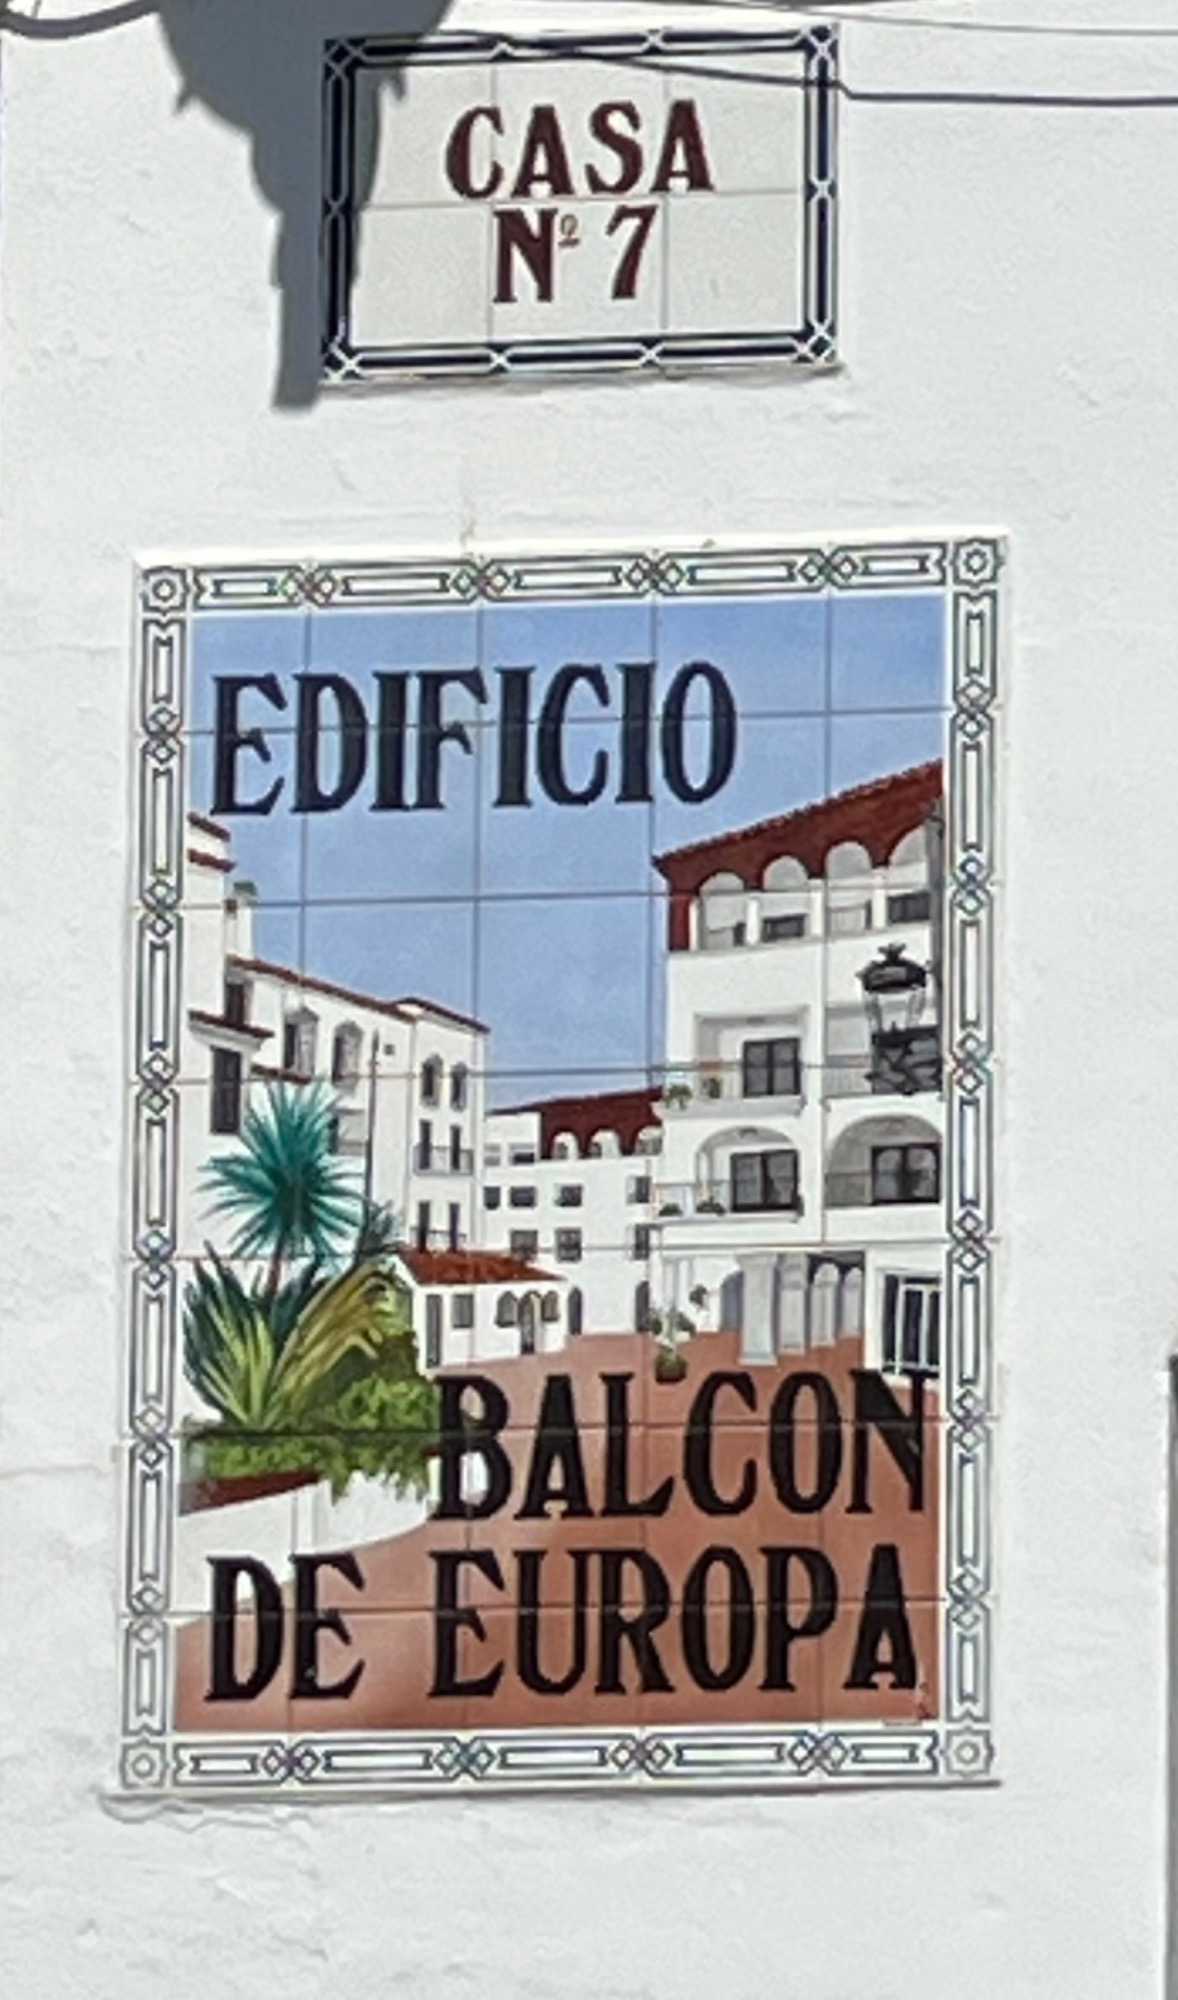 CASA
Nº 7
EDIFICIO
BALCON
DE EUROPA